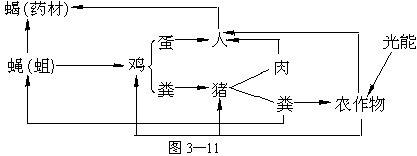 蝎(药材)
蛋 人 光能
蝇(蛆) 鸡 肉
粪 猪
粪 农作物
图3—11